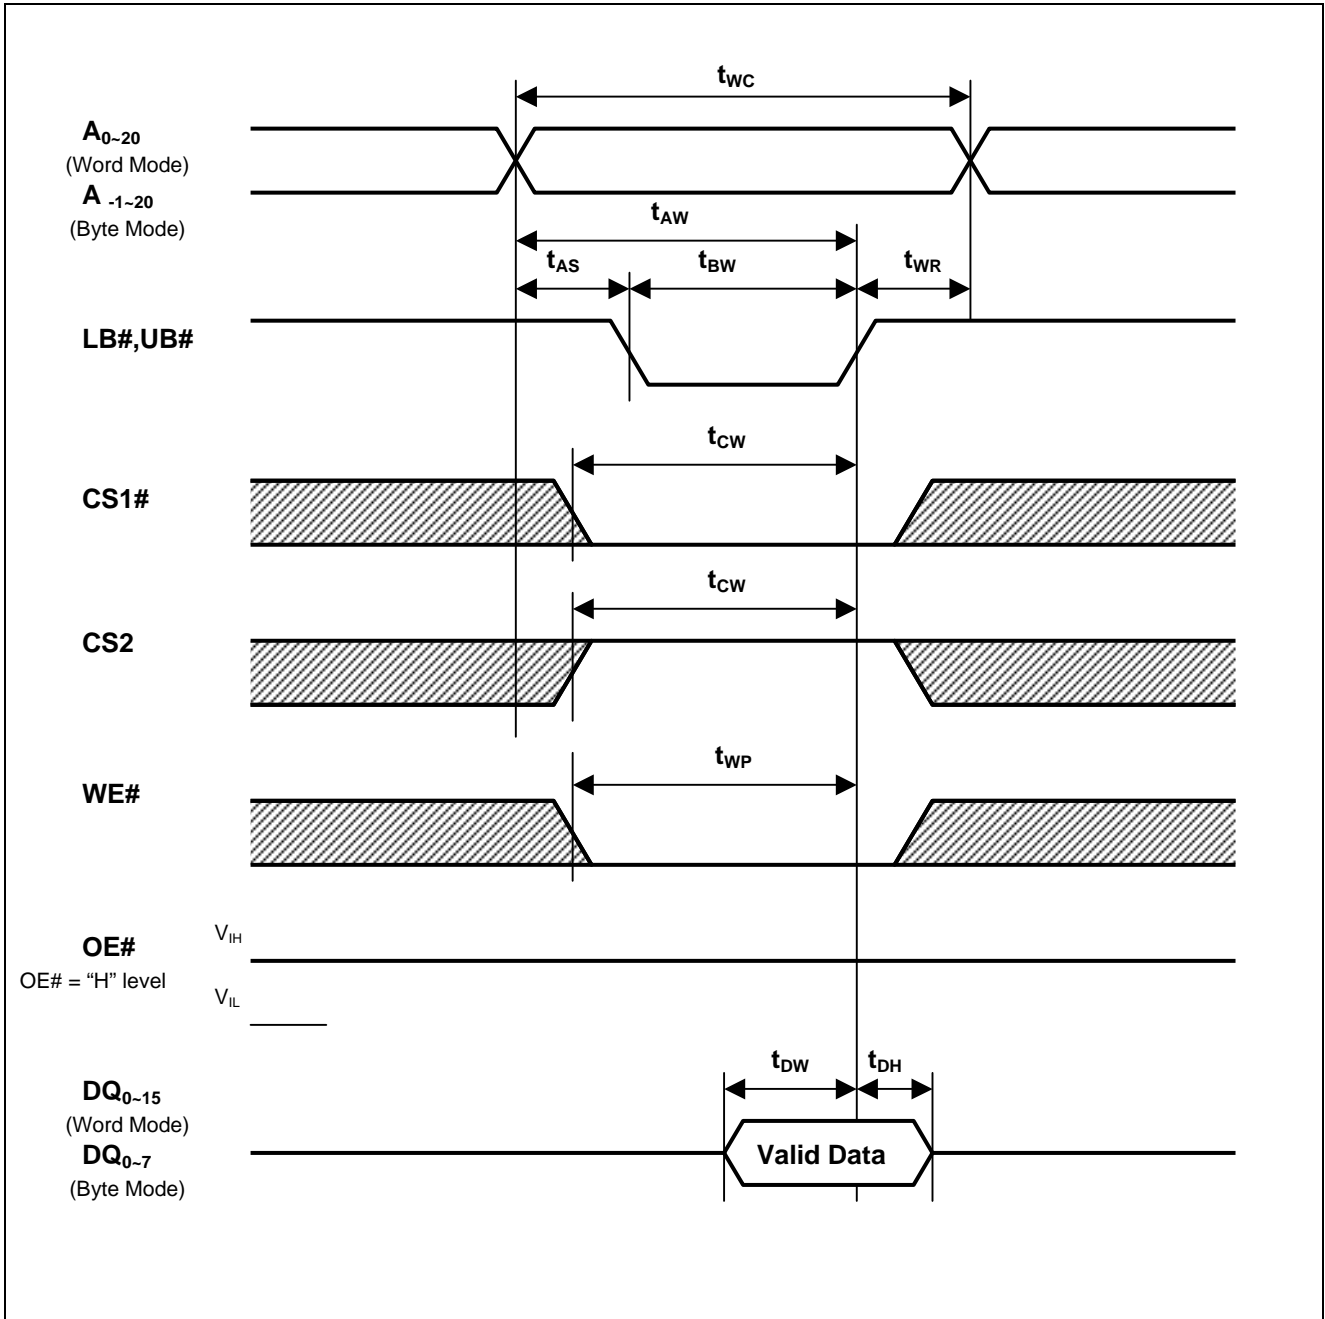 tWC
A0~20
(Word Mode)
A -1~20
(Byte Mode)
tAW
tAS
tBW
tWR
LB#,UB#
tCW
CS1#
tCW
CS2
tWP
WE#
VIH
OE#
OE# = “H” level
VIL
tDW
tDH
DQ0~15
(Word Mode)
Valid Data
DQ0~7
(Byte Mode)